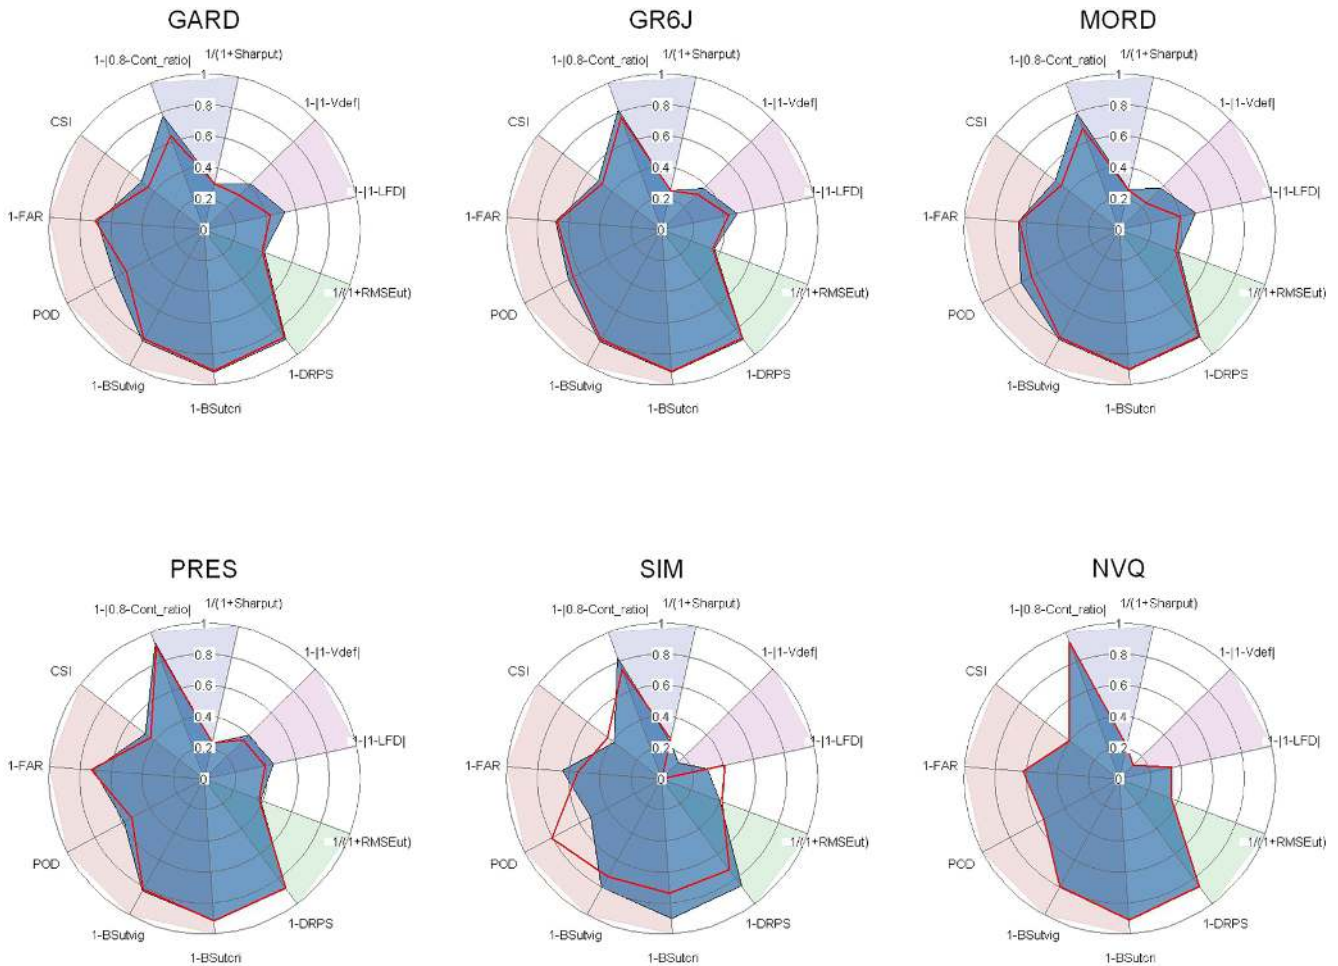 GARD
GR6J
MORD
1-|0.8-Cont_ratio|
1/(1+Sharput)
1-|1-Vdef|
1-|1-LFD|
1/(1+RMSEut)
1-DRPS
1-BSutcri
1-BSutvig
POD
1-FAR
CSI
1
0.8
0.6
0.4
0.2
0
1-|0.8-Cont_ratio|
1/(1+Sharput)
1-|1-Vdef|
1-|1-LFD|
1/(1+RMSEut)
1-DRPS
1-BSutcri
1-BSutvig
POD
1-FAR
CSI
1
0.8
0.6
0.4
0.2
0
1-|0.8-Cont_ratio|
1/(1+Sharput)
1-|1-Vdef|
1-|1-LFD|
1/(1+RMSEut)
1-DRPS
1-BSutcri
1-BSutvig
POD
1-FAR
CSI
1
0.8
0.6
0.4
0.2
0
PRES
SIM
NVQ
1-|0.8-Cont_ratio|
1/(1+Sharput)
1-|1-Vdef|
1-|1-LFD|
1/(1+RMSEut)
1-DRPS
1-BSutcri
1-BSutvig
POD
1-FAR
CSI
1
0.8
0.6
0.4
0.2
0
1-|0.8-Cont_ratio|
1/(1+Sharput)
1-|1-Vdef|
1-|1-LFD|
1/(1+RMSEut)
1-DRPS
1-BSutcri
1-BSutvig
POD
1-FAR
CSI
1
0.8
0.6
0.4
0.2
0
1-|0.8-Cont_ratio|
1/(1+Sharput)
1-|1-Vdef|
1-|1-LFD|
1/(1+RMSEut)
1-DRPS
1-BSutcri
1-BSutvig
POD
1-FAR
CSI
1
0.8
0.6
0.4
0.2
0